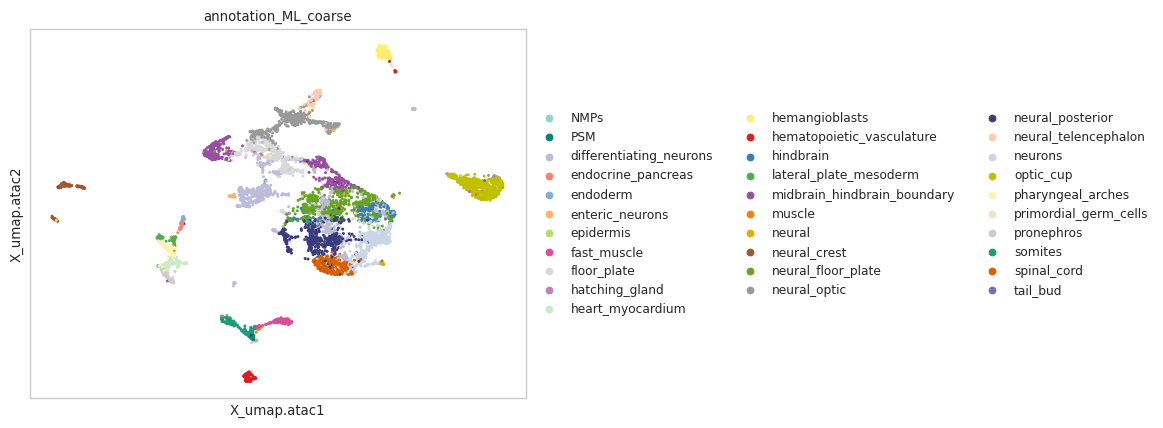 annotation_ML_coarse
X_umap.atac2
X_umap.atac1
NMPs
PSM
differentiating_neurons
endocrine_pancreas
endoderm
enteric_neurons
epidermis
fast_muscle
floor_plate
hatching_gland
heart_myocardium
hemangioblasts
hematopoietic_vasculature
hindbrain
lateral_plate_mesoderm
midbrain_hindbrain_boundary
muscle
neural
neural_crest
neural_floor_plate
neural_optic
neural_posterior
neural_telencephalon
neurons
optic_cup
pharyngeal_arches
primordial_germ_cells
pronephros
somites
spinal_cord
tail_bud